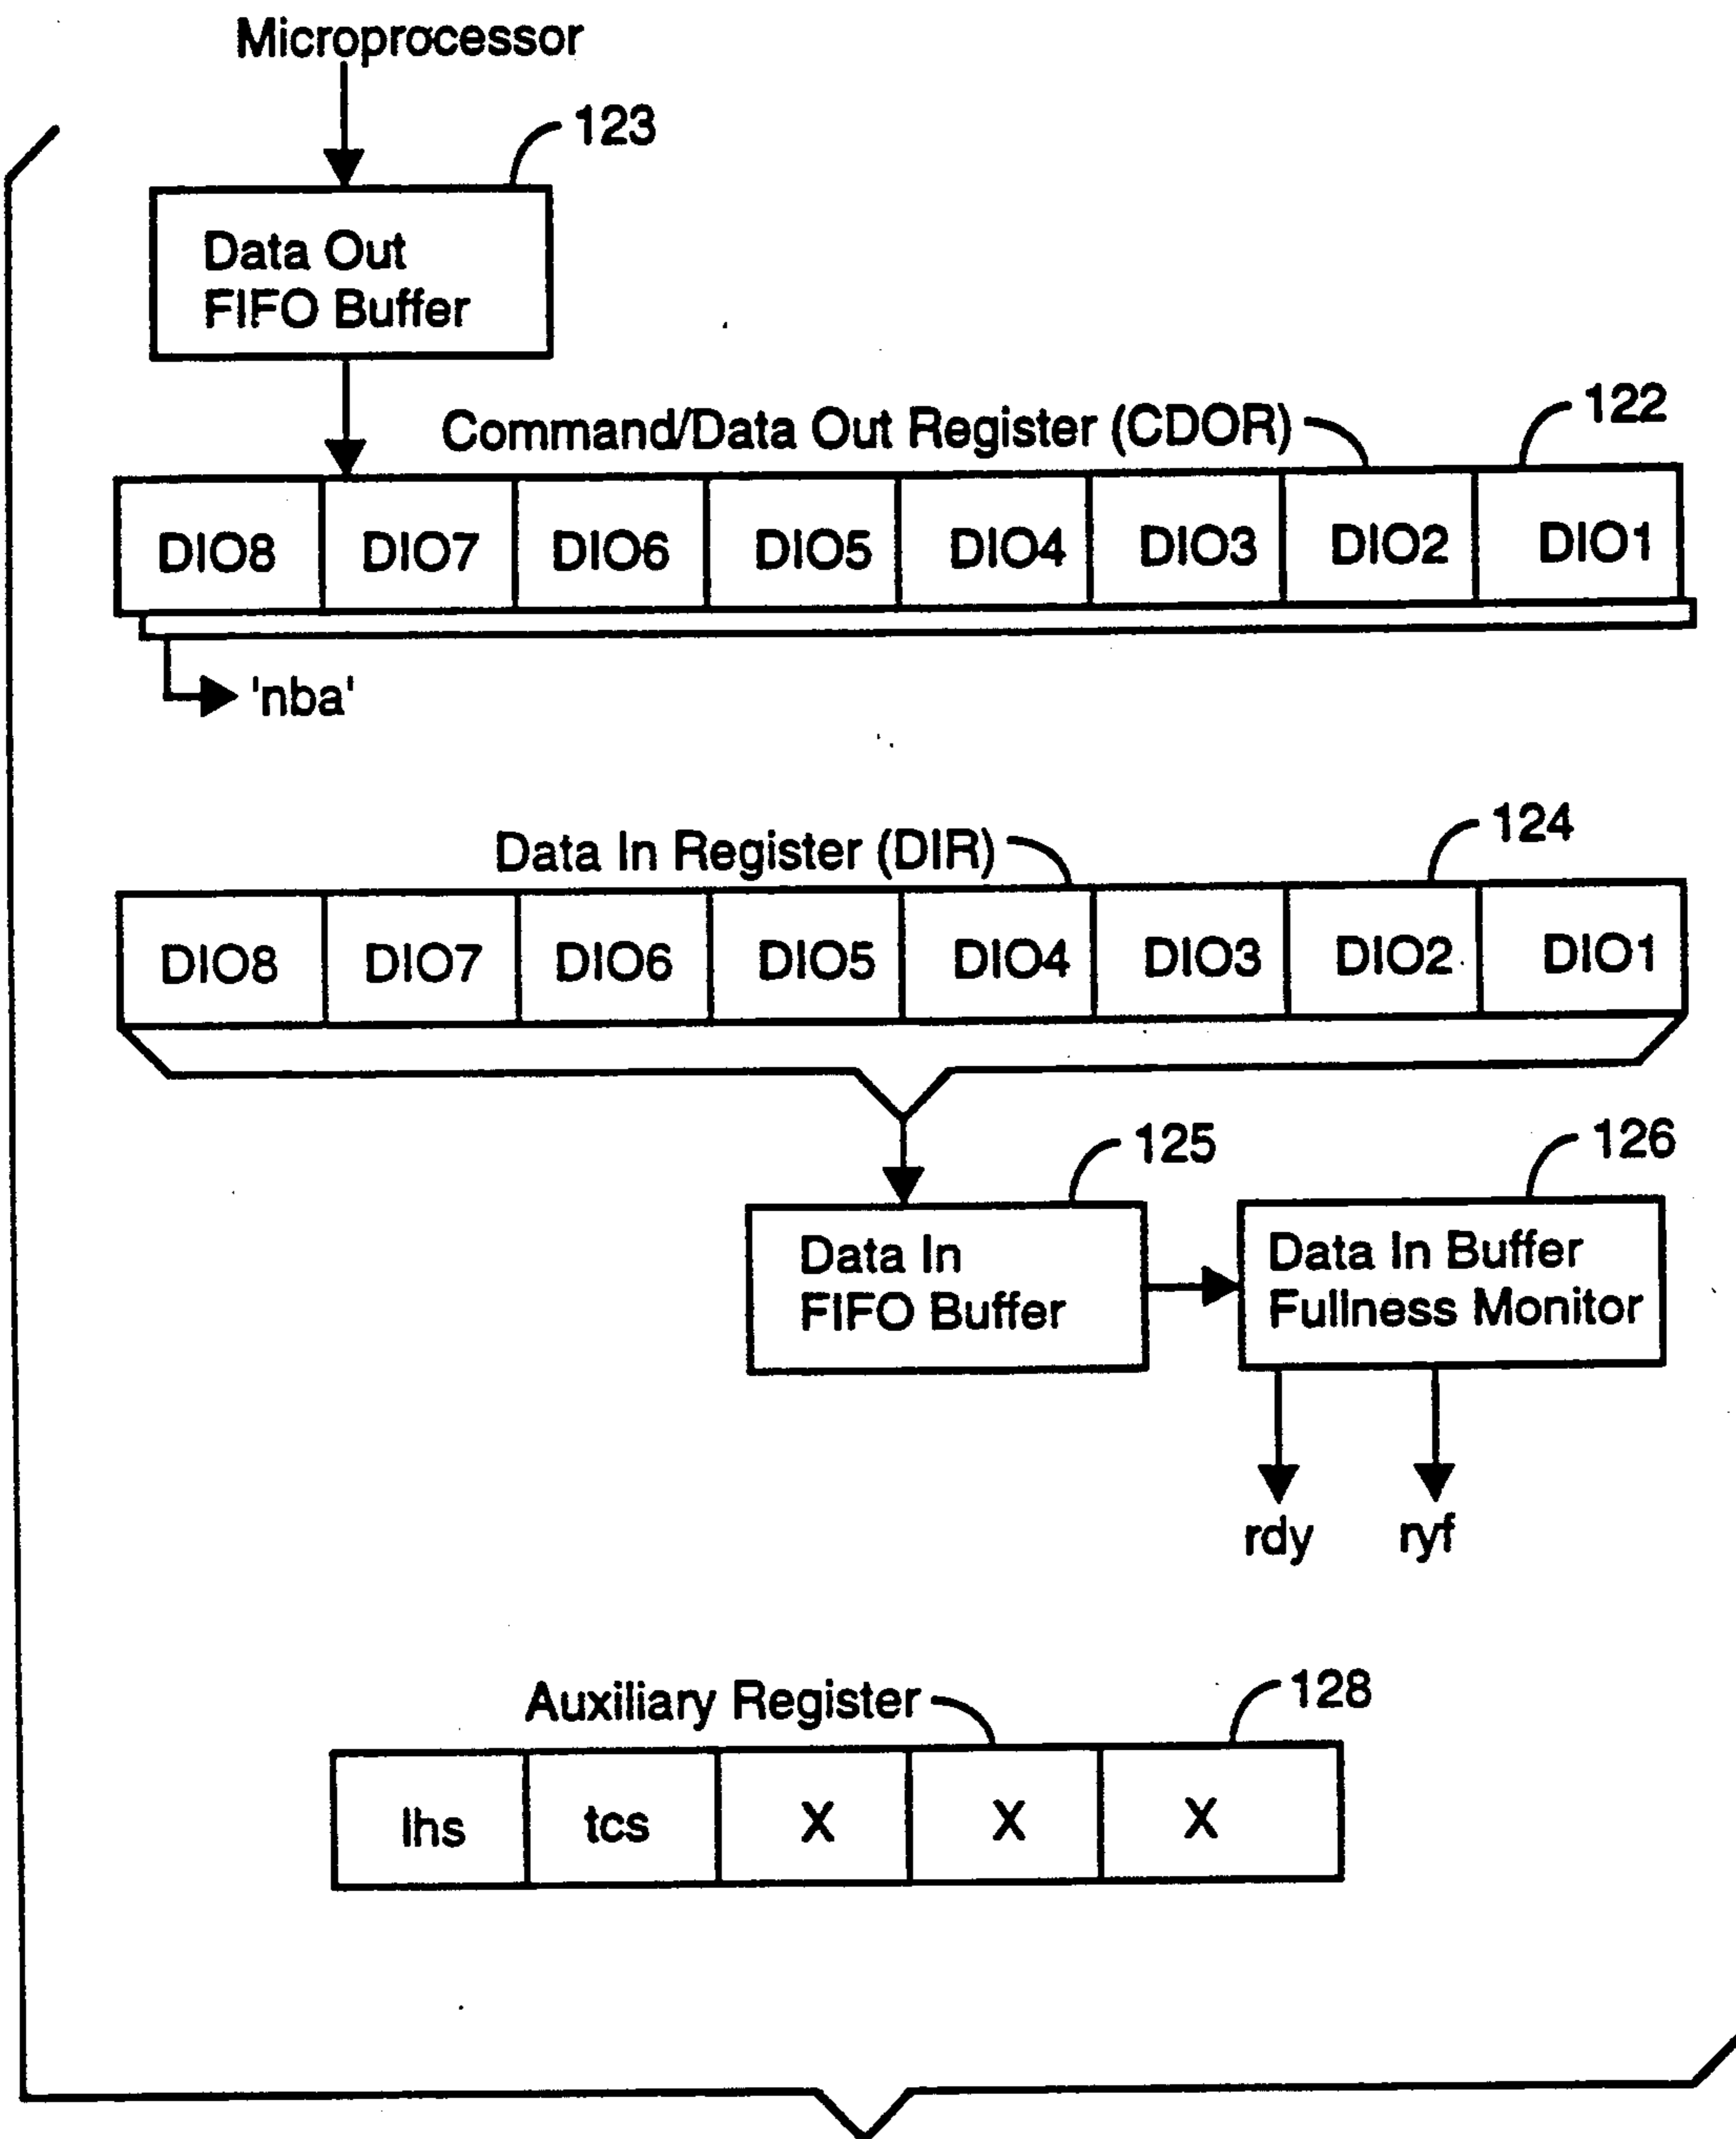 Microprocessor
123
Data Out
FIFO Buffer
Command/Data Out Register (CDOR)
122
DIO8 DIO7 DIO6 DIO5 DIO4 DIO3 DIO2 DIO1
'nba'
Data In Register (DIR)
124
DIO8 DIO7 DIO6 DIO5 DIO4 DIO3 DIO2 DIO1
125
126
Data In
FIFO Buffer
Data In Buffer
Fullness Monitor
rdy ryf
Auxiliary Register
128
lhs tcs X X X